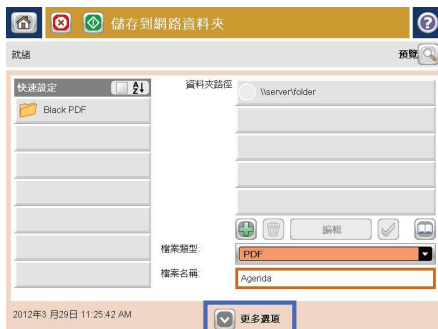 儲存到網路資料夾
就緒
預覽
快速設定
資料夾路徑
\\server\folder
Black PDF
編輯
檔案類型:
PDF
檔案名稱:
Agenda
2012年3 月29日 11:25:42 AM
更多選項